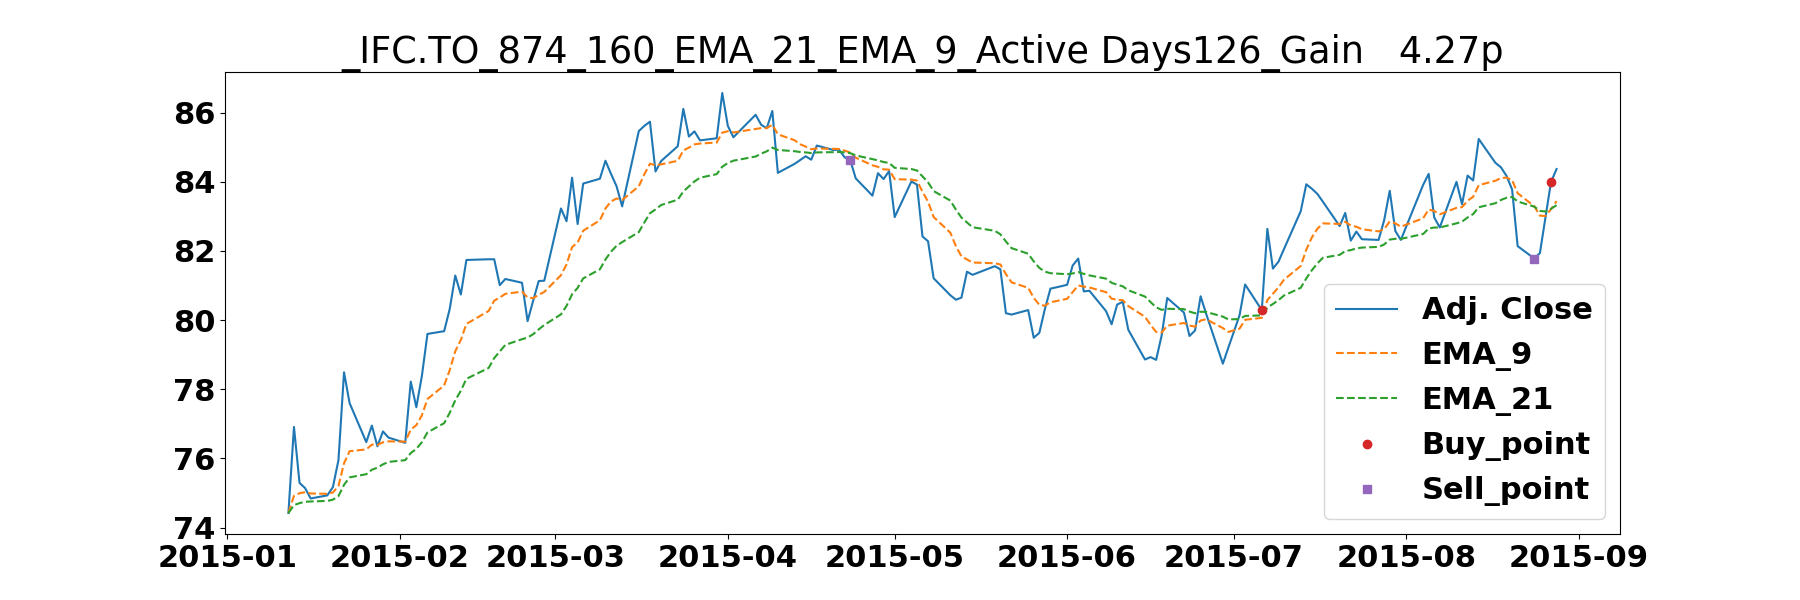 _IFC.TO_874_160_EMA_21_EMA_9_Active Days126_Gain   4.27p
86
84
82
80
78
76
74
2015-01 2015-02 2015-03 2015-04 2015-05 2015-06 2015-07 2015-08 2015-09
Adj. Close
EMA_9
EMA_21
Buy_point
Sell_point